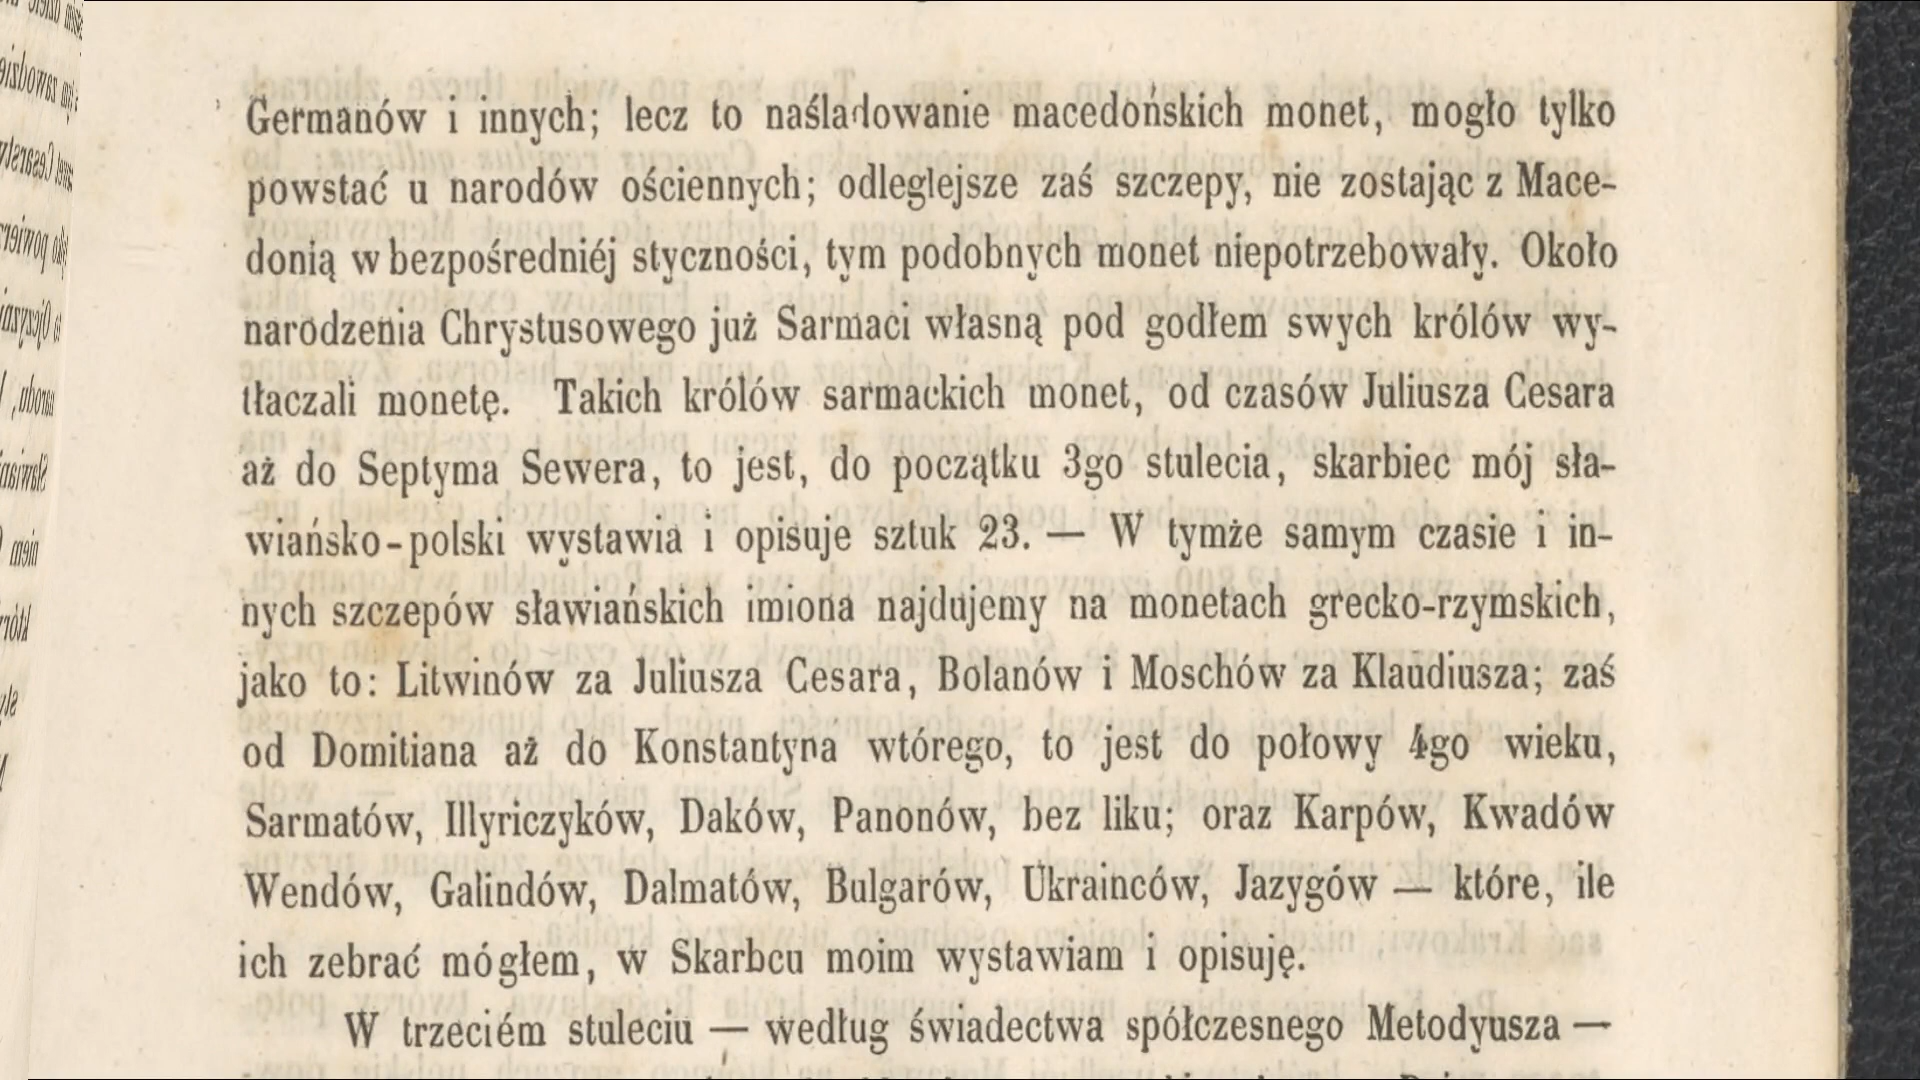 Germanów i innych; lecz to naśladowanie macedońskich monet, mogło tylko
powstać u narodów ościennych; odleglejsze zaś szczepy, nie zostając z Mace-
donią w bezpośredniéj styczności, tym podobnych monet niepotrzebowały. Około
narodzenia Chrystusowego już Sarmaci własną pod godłem swych królów wy-
tłaczali monetę. Takich królów sarmackich monet, od czasów Juliusza Cesara
aż do Septyma Sewera, to jest, do początku 3go stulecia, skarbiec mój sła-
wiańsko-polski wystawia i opisuje sztuk 23. — W tymże samym czasie i in-
nych szczepów sławiańskich imiona najdujemy na monetach grecko-rzymskich,
jako to: Litwinów za Juliusza Cesara, Bolanów i Moschów za Klaudiusza; zaś
od Domitiana aż do Konstantyna wtórego, to jest do połowy 4go wieku,
Sarmatów, Illyriczyków, Daków, Panonów, bez liku; oraz Karpów, Kwadów
Wendów, Galindów, Dalmatów, Bulgarów, Ukrainców, Jazygów — które, ile
ich zebrać mógłem, w Skarbcu moim wystawiam i opisuję.
W trzeciém stuleciu — według świadectwa spółczesnego Metodyusza —